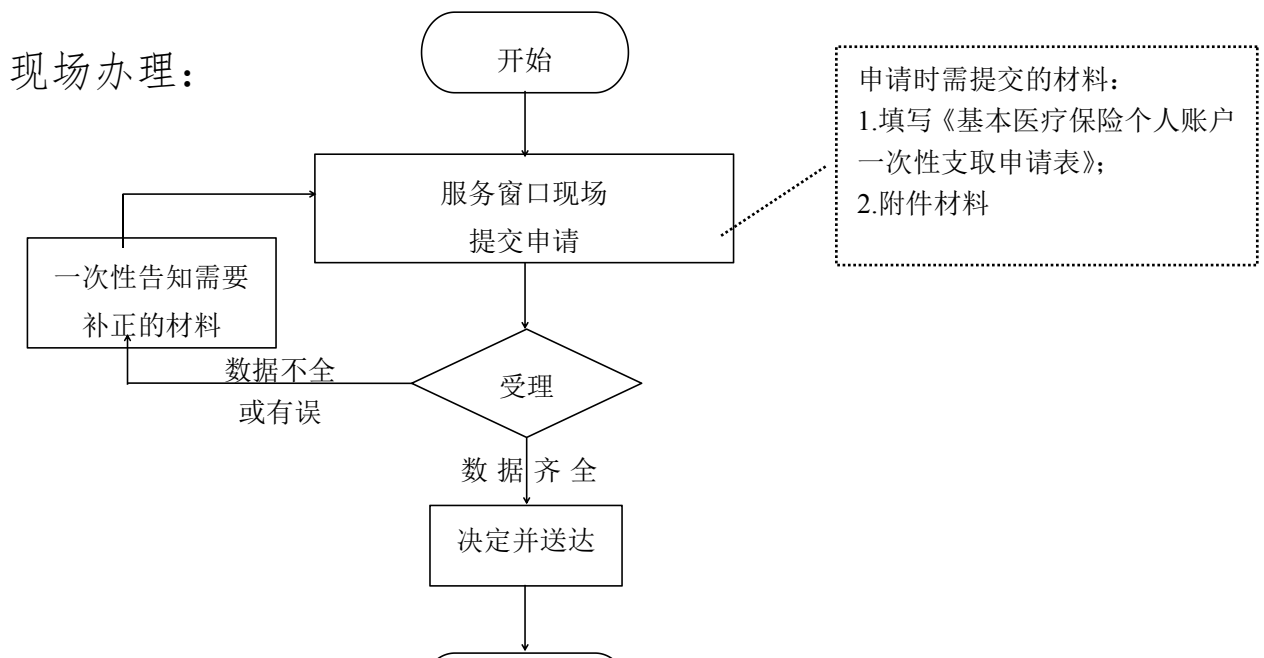 现场办理：
开始
申请时需提交的材料：
1.填写《基本医疗保险个人账户
一次性支取申请表》；
2.附件材料
服务窗口现场
提交申请
一次性告知需要
补正的材料
数据不全
或有误
受理
数据齐全
决定并送达